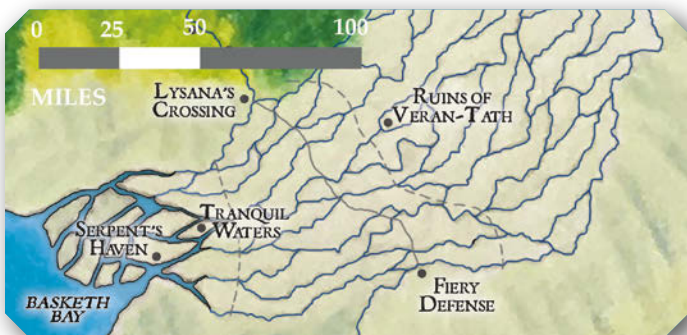 0 25 50 100
MILES
LYSANA'S
CROSSING
RUINS OF
VERAN-TATH
TRANQUIL
WATERS
SERPENT'S
HAVEN
BASKETH
BAY
FIERY
DEFENSE